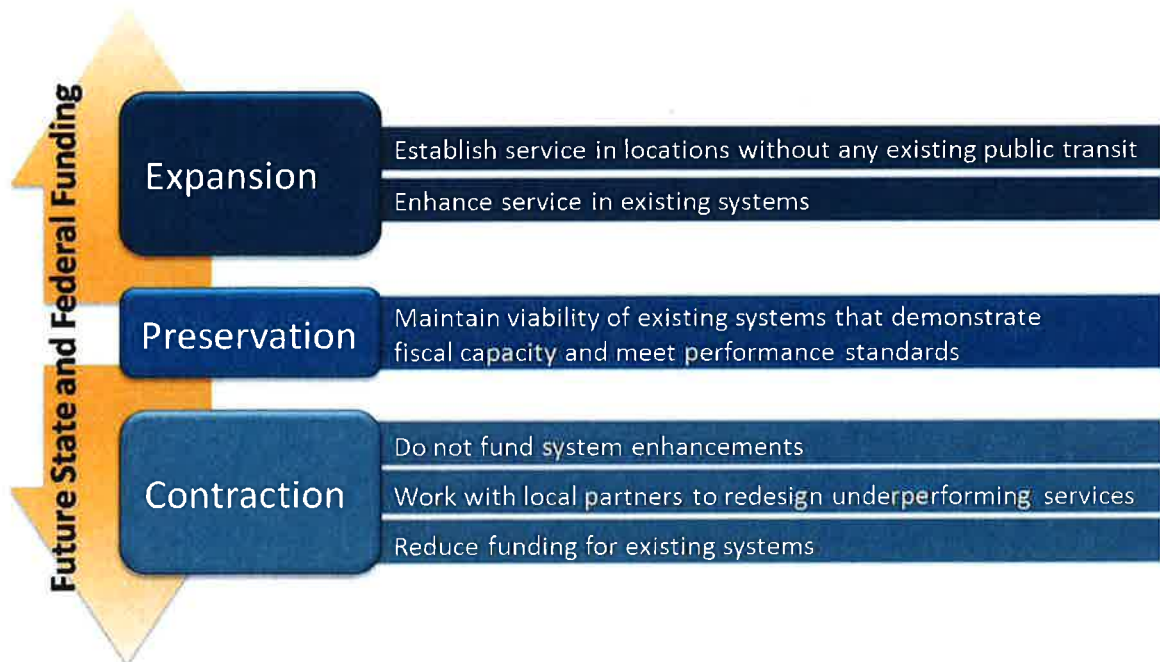 Future State and Federal Funding
Expansion
Establish service in locations without any existing public transit
Enhance service in existing systems
Preservation
Maintain viability of existing systems that demonstrate
fiscal capacity and meet performance standards
Contraction
Do not fund system enhancements
Work with local partners to redesign underperforming services
Reduce funding for existing systems